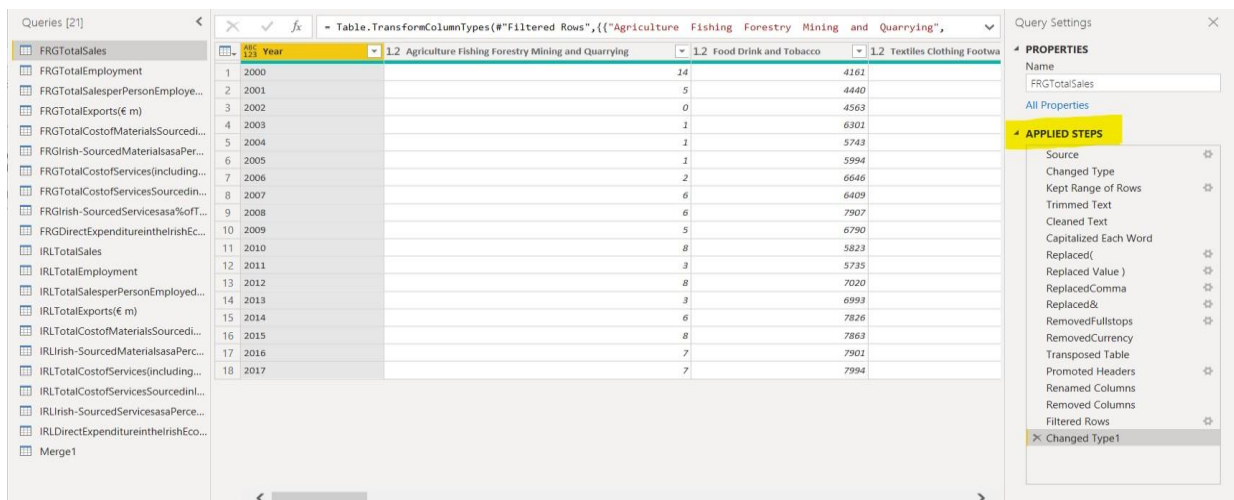 Queries [21]
FRGTotalSales
FRGTotalEmployment
FRGTotalSalesperPersonEmploye...
FRGTotalExports(€ m)
FRGTotalCostofMaterialsSourcedi...
FRGIrish-SourcedMaterialsasaPer...
FRGTotalCostofServices(including...
FRGTotalCostofServicesSourcedin...
FRGIrish-SourcedServicesasa%ofT...
FRGDirectExpenditureintheIrishEc...
IRLTotalSales
IRLTotalEmployment
IRLTotalSalesperPersonEmployed...
IRLTotalExports(€ m)
IRLTotalCostofMaterialsSourcedi...
IRLIrish-SourcedMaterialsasaPerc...
IRLTotalCostofServices(including...
IRLTotalCostofServicesSourcedinI...
IRLIrish-SourcedServicesasaPerce...
IRLDirectExpenditureintheIrishEco...
Merge1
fx = Table.TransformColumnTypes(#"Filtered Rows",{{"Agriculture Fishing Forestry Mining and Quarrying",
ABC 123 Year 1.2 Agriculture Fishing Forestry Mining and Quarrying 1.2 Food Drink and Tobacco 1.2 Textiles Clothing Footwa
1 2000 14 4161
2 2001 5 4440
3 2002 0 4563
4 2003 1 6301
5 2004 1 5743
6 2005 1 5994
7 2006 2 6646
8 2007 6 6409
9 2008 6 7907
10 2009 5 6790
11 2010 8 5823
12 2011 3 5735
13 2012 8 7020
14 2013 3 6993
15 2014 6 7826
16 2015 8 7863
17 2016 7 7901
18 2017 7 7994
Query Settings
PROPERTIES
Name
FRGTotalSales
All Properties
APPLIED STEPS
Source
Changed Type
Kept Range of Rows
Trimmed Text
Cleaned Text
Capitalized Each Word
Replaced(
Replaced Value )
ReplacedComma
Replaced&
RemovedFullstops
RemovedCurrency
Transposed Table
Promoted Headers
Renamed Columns
Removed Columns
Filtered Rows
Changed Type1